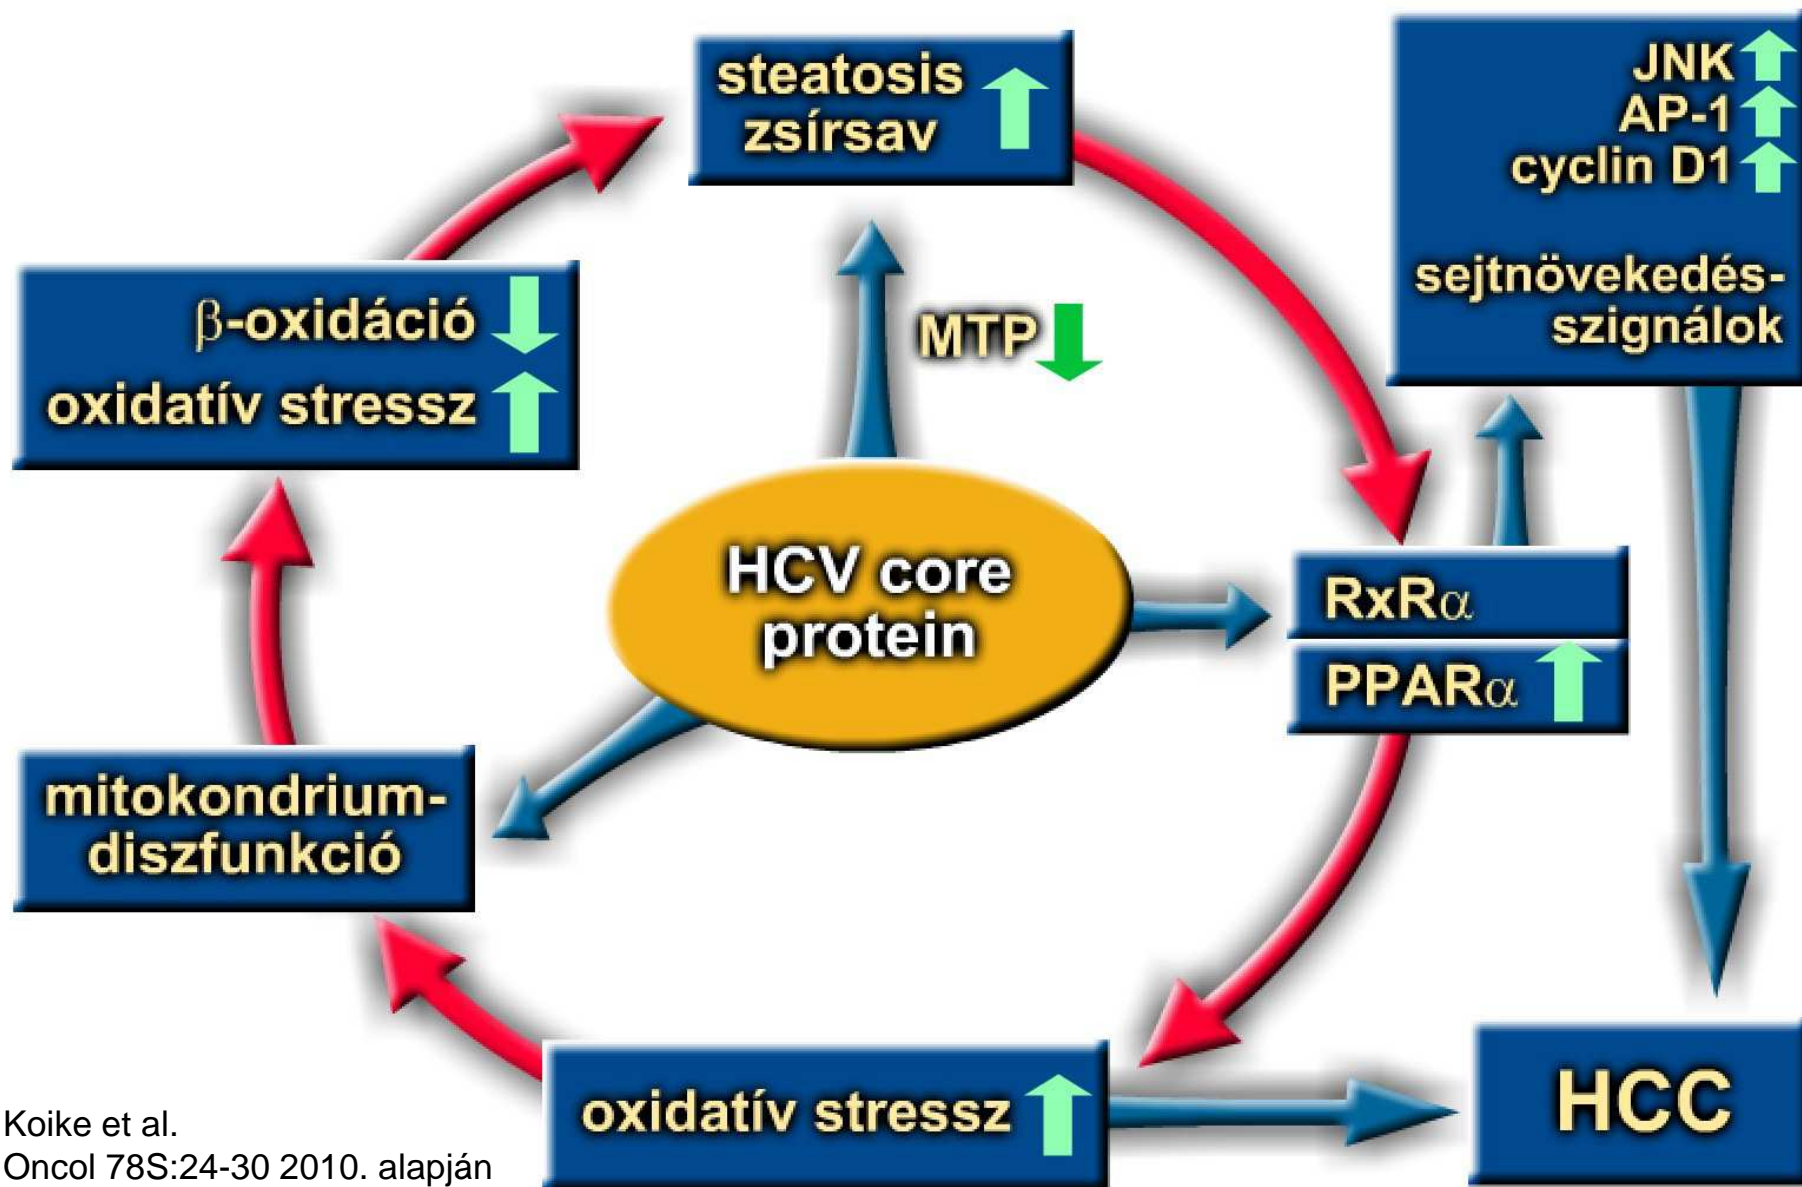 steatosis
zsírsav
JNK
AP-1
cyclin D1
sejtnövekedés-
szignálok
β-oxidáció
oxidatív stressz
MTP
HCV core
protein
RxRα
PPARα
mitokondrium-
diszfunkció
oxidatív stressz
HCC
Koike et al.
Oncol 78S:24-30 2010. alapján